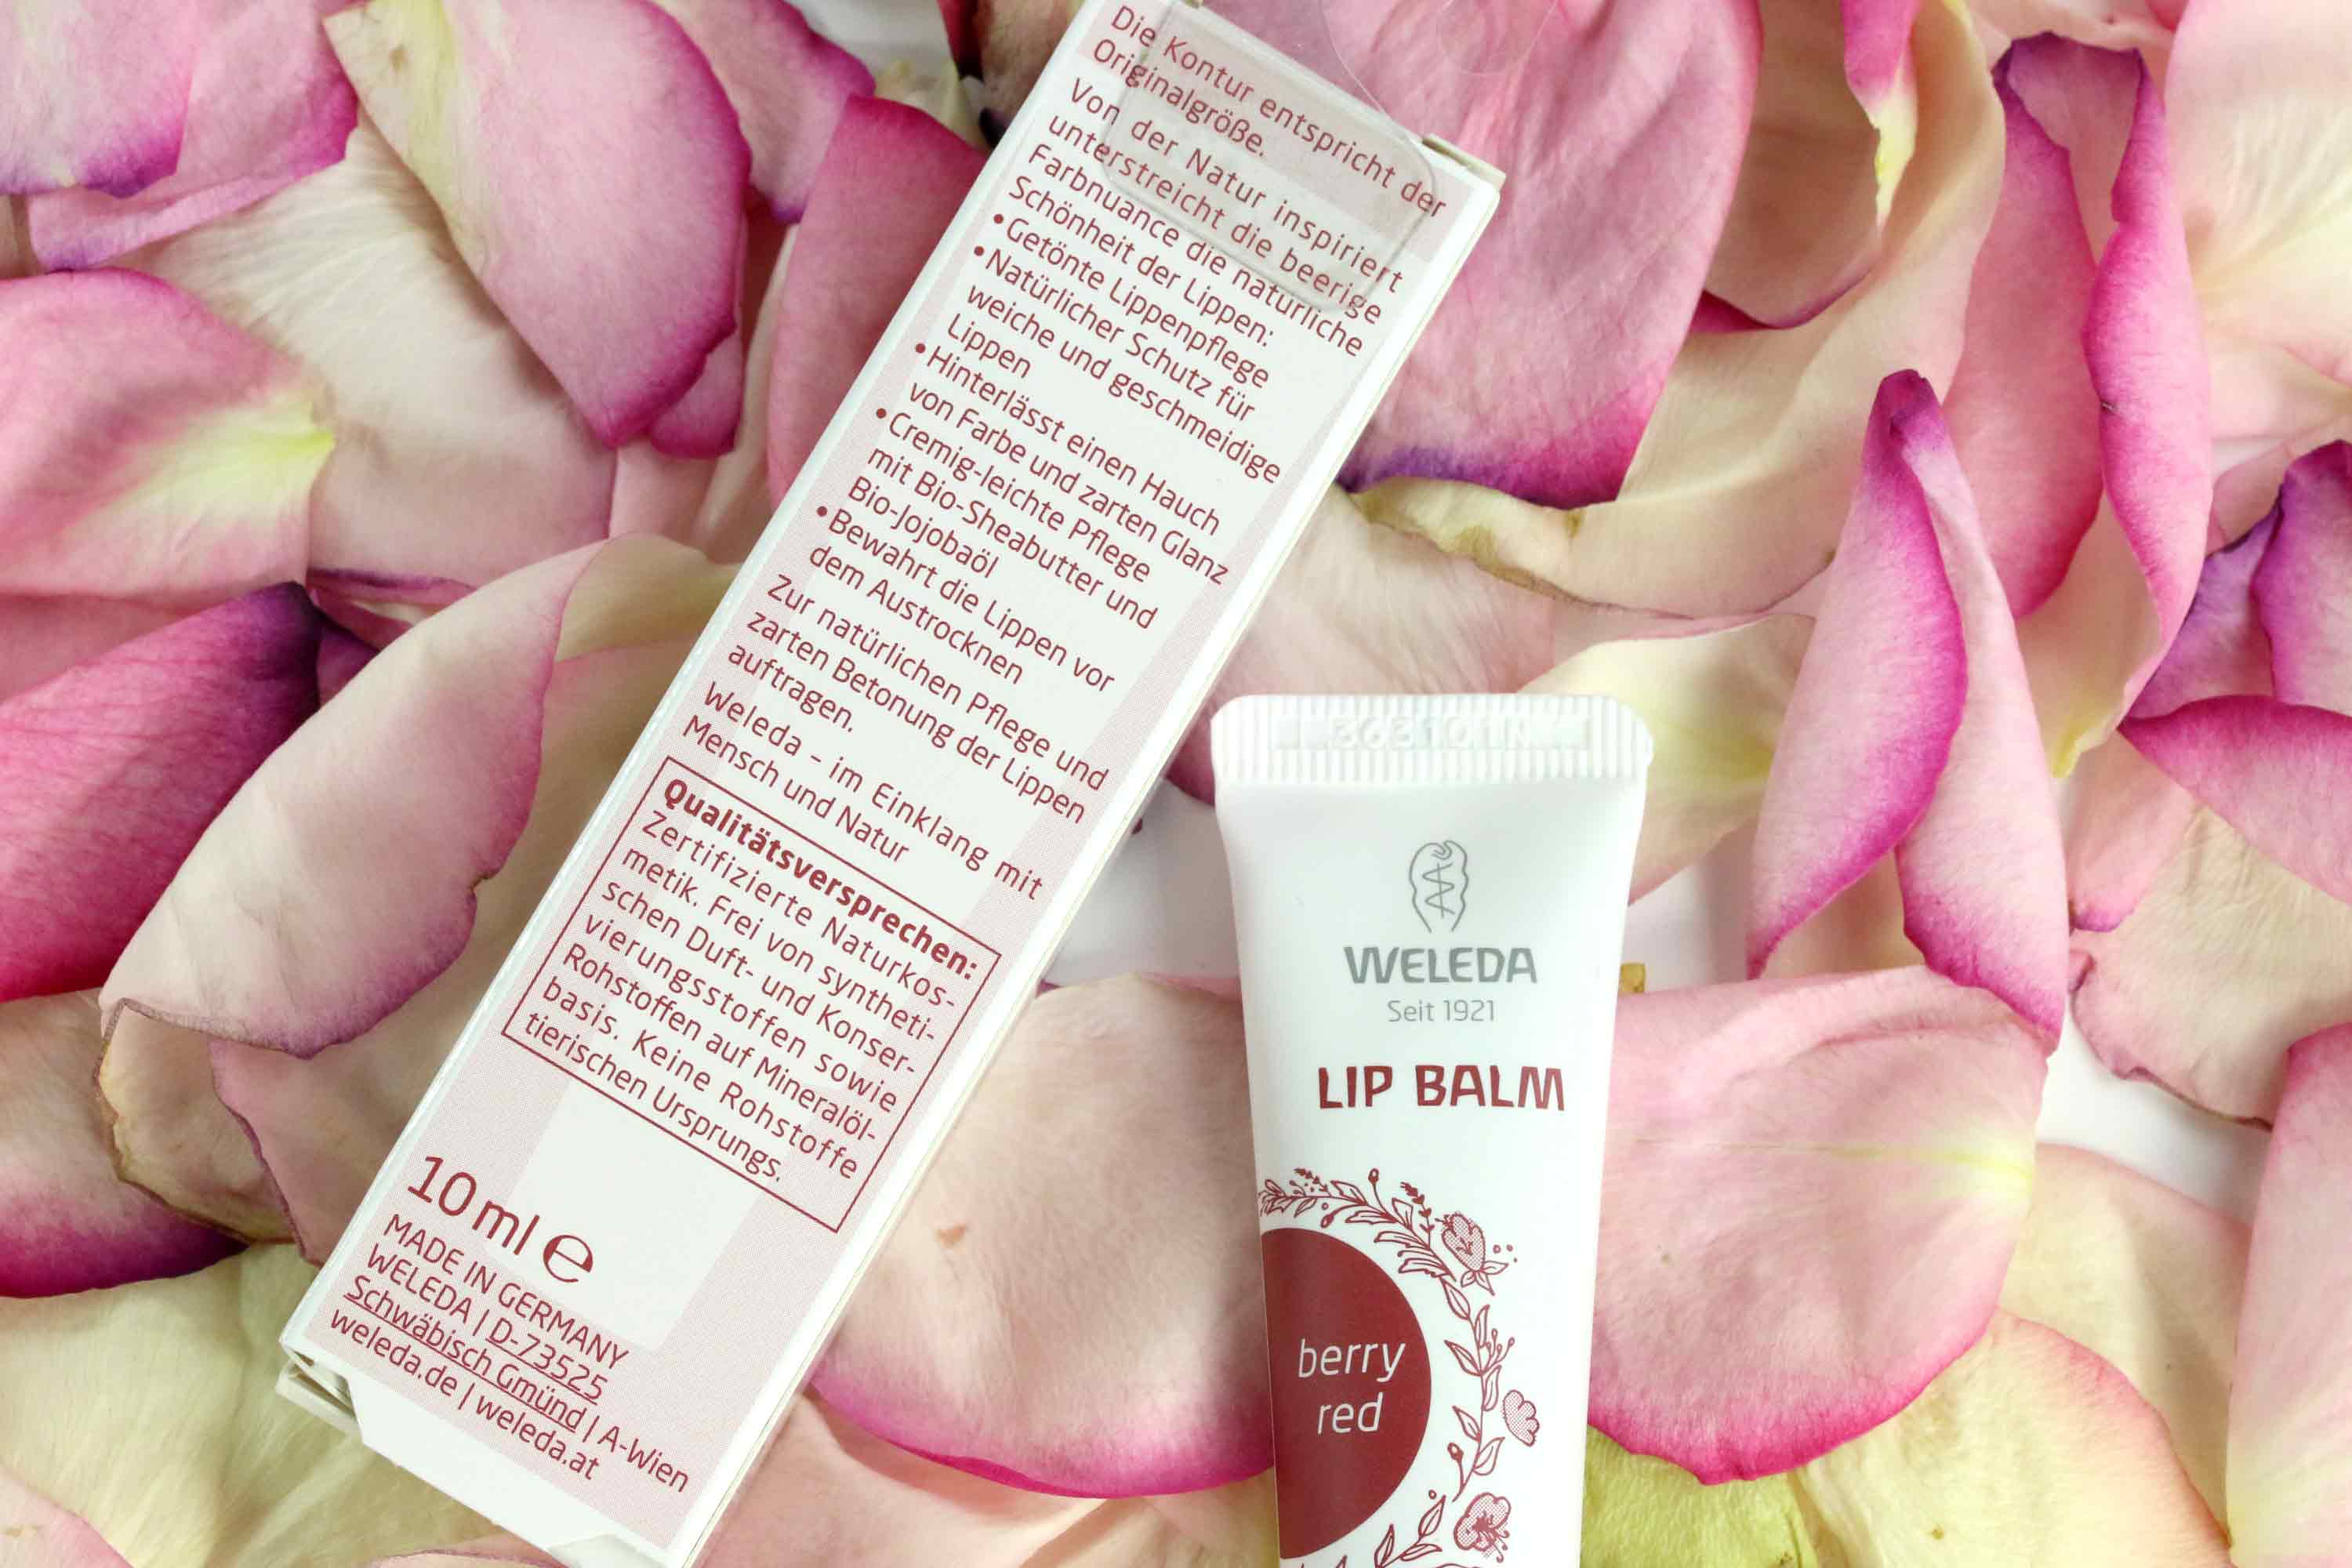 Die Kontur entspricht der
Originalgröße.
Von der Natur inspiriert
unterstreicht die beerige
Farbnuance die natürliche
Schönheit der Lippen:
• Getönte Lippenpflege
• Natürlicher Schutz für
weiche und geschmeidige
Lippen
• Hinterlässt einen Hauch
von Farbe und zarten Glanz
• Cremig-leichte Pflege
mit Bio-Sheabutter und
Bio-Jojobaöl
• Bewahrt die Lippen vor
dem Austrocknen
Zur natürlichen Pflege und
zarten Betonung der Lippen
auftragen.
Weleda – im Einklang mit
Mensch und Natur
Qualitätsversprechen:
Zertifizierte Naturkos-
metik. Frei von syntheti-
schen Duft- und Konser-
vierungsstoffen sowie
Rohstoffen auf Mineralöl-
basis. Keine Rohstoffe
tierischen Ursprungs.
10 ml ℮
MADE IN GERMANY
WELEDA | D-73525
Schwäbisch Gmünd | A-Wien
weleda.de | weleda.at
WELEDA
Seit 1921
LIP BALM
berry
red